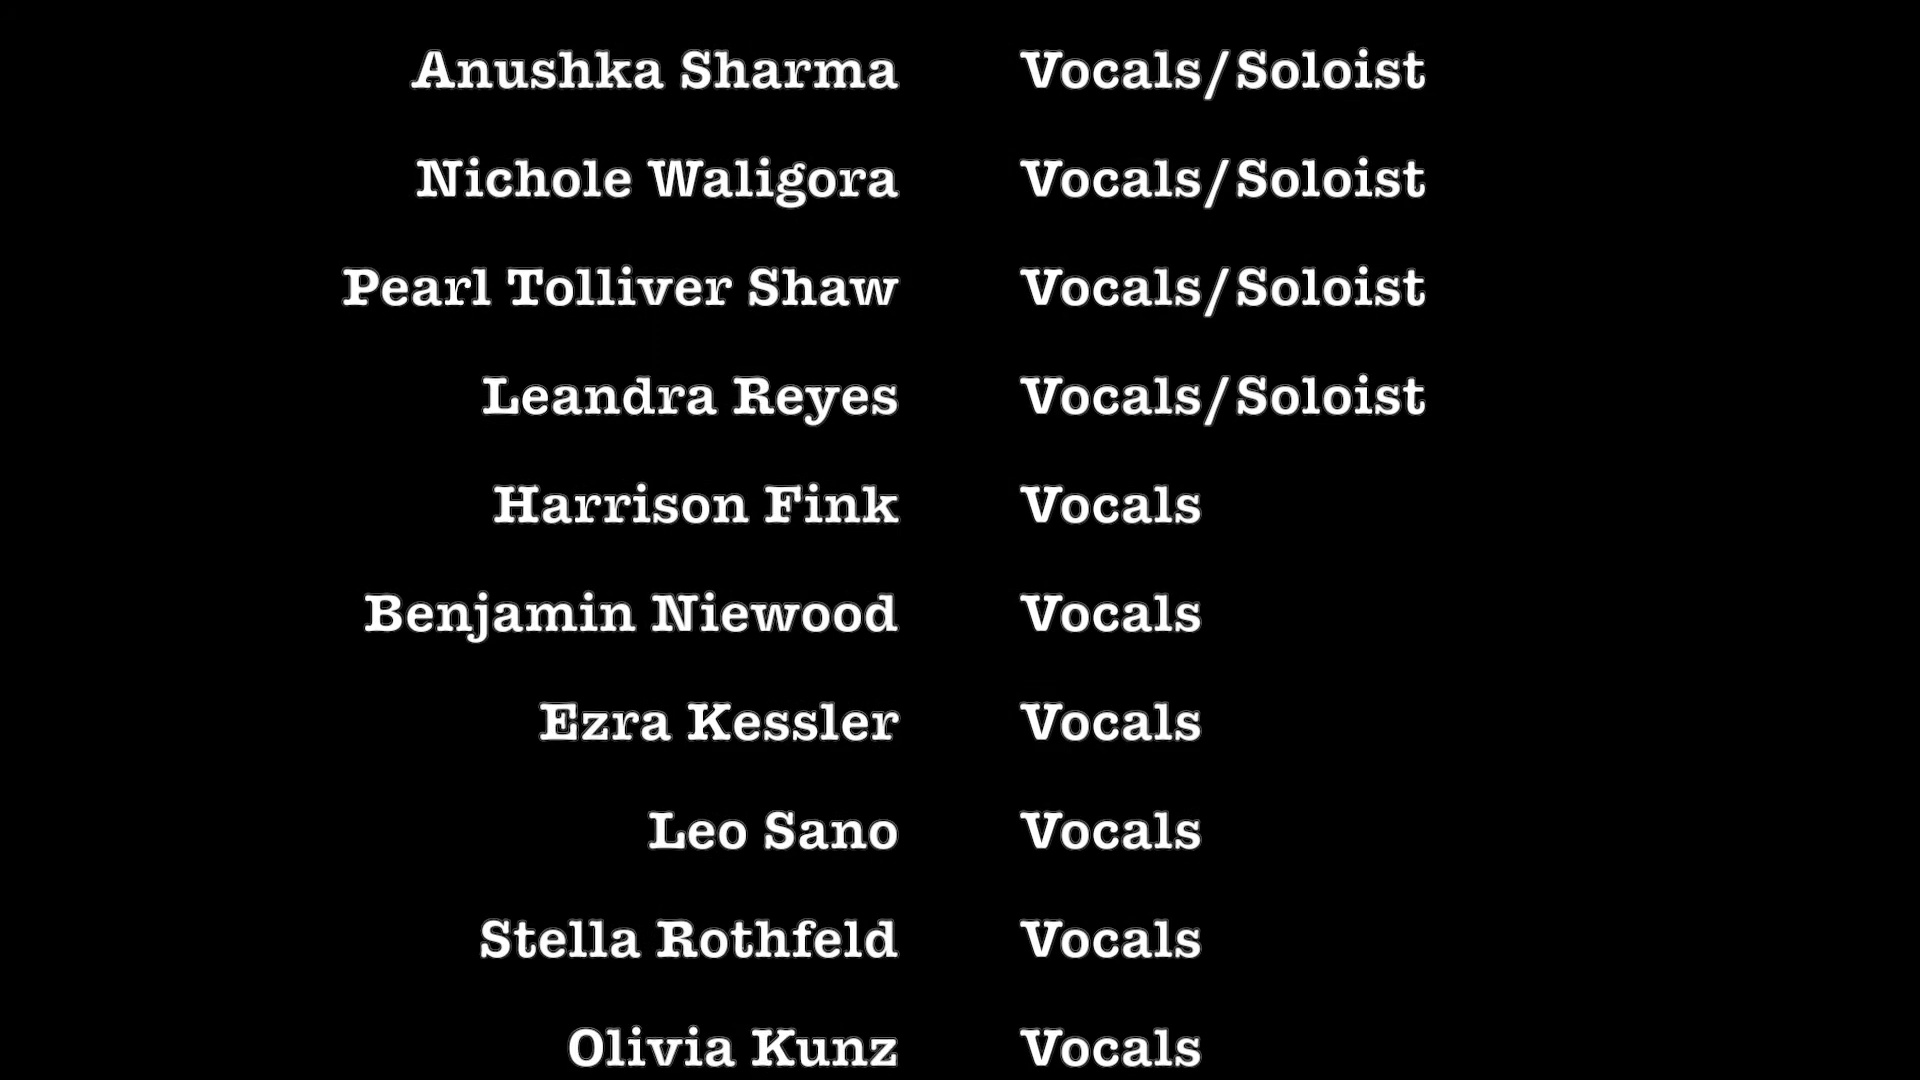 Anushka Sharma Vocals/Soloist
Nichole Waligora Vocals/Soloist
Pearl Tolliver Shaw Vocals/Soloist
Leandra Reyes Vocals/Soloist
Harrison Fink Vocals
Benjamin Niewood Vocals
Ezra Kessler Vocals
Leo Sano Vocals
Stella Rothfeld Vocals
Olivia Kunz Vocals